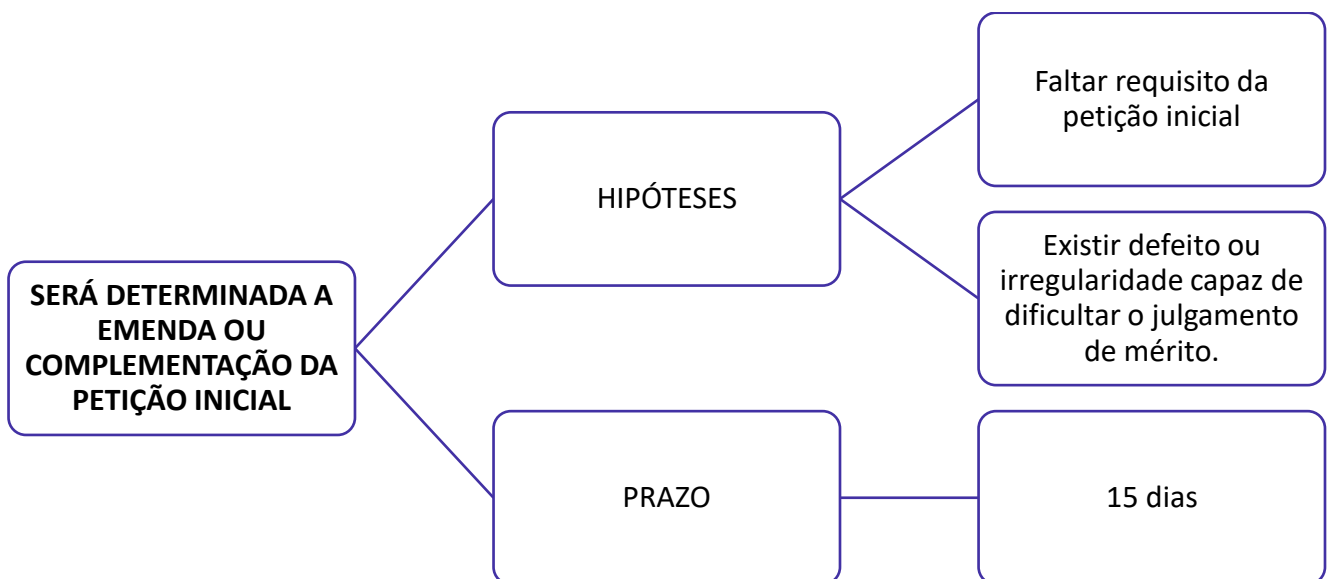 SERÁ DETERMINADA A
EMENDA OU
COMPLEMENTAÇÃO DA
PETIÇÃO INICIAL
HIPÓTESES
Faltar requisito da
petição inicial
Existir defeito ou
irregularidade capaz de
dificultar o julgamento
de mérito.
PRAZO
15 dias